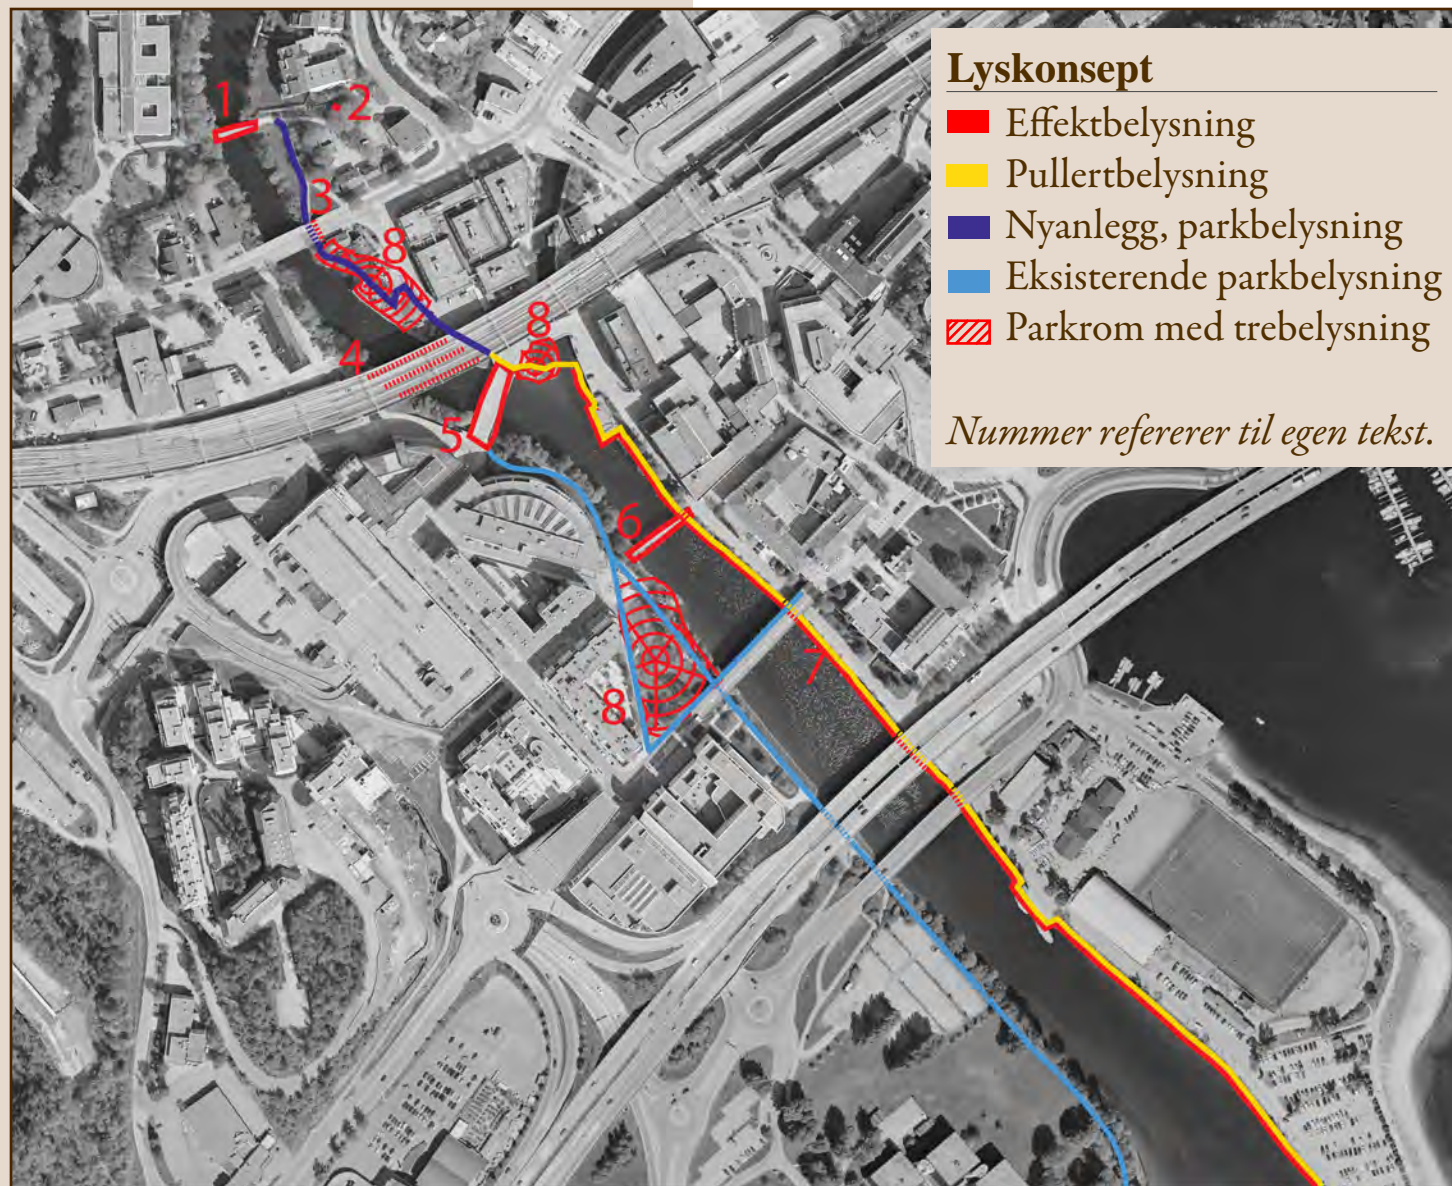 Lyskonsept
Effektbelysning
Pullertbelysning
Nyanlegg, parkbelysning
Eksisterende parkbelysning
Parkrom med trebelysning
Nummer refererer til egen tekst.
1
2
3
8
8
4
5
6
7
8